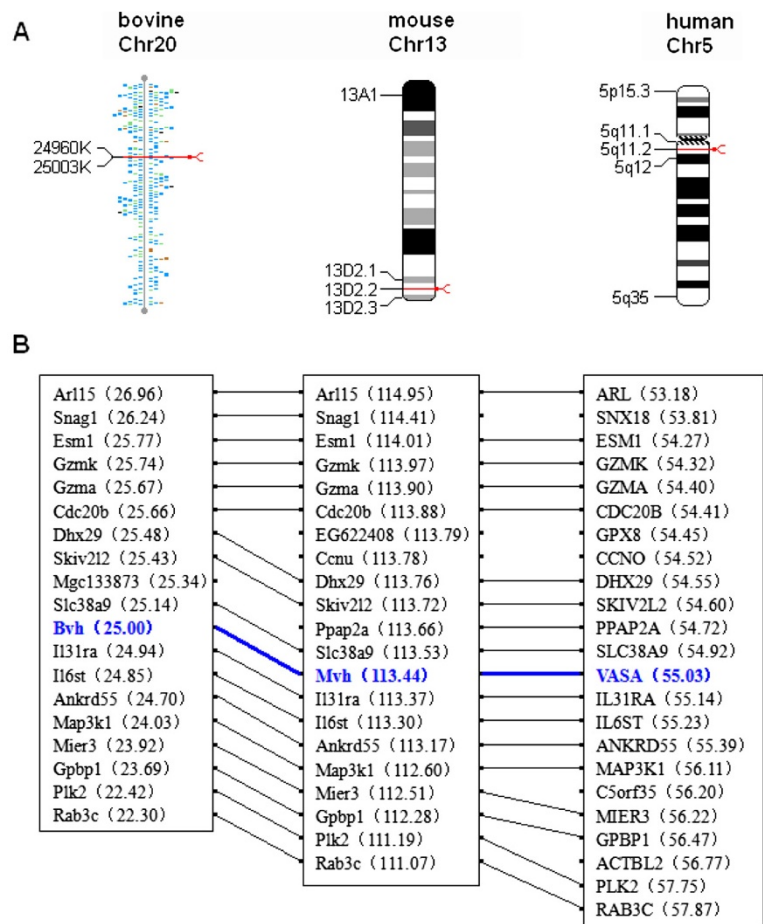 A
bovine
Chr20
mouse
Chr13
human
Chr5
24960K
25003K
13A1
13D2.1
13D2.2
13D2.3
5p15.3
5q11.1
5q11.2
5q12
5q35
B
Arl15 (26.96)
Snag1 (26.24)
Esm1 (25.77)
Gzmk (25.74)
Gzma (25.67)
Cdc20b (25.66)
Dhx29 (25.48)
Skiv2l2 (25.43)
Mgc133873 (25.34)
Slc38a9 (25.14)
Bvh (25.00)
Il31ra (24.94)
Il6st (24.85)
Ankrd55 (24.70)
Map3k1 (24.03)
Mier3 (23.92)
Gpbp1 (23.69)
Plk2 (22.42)
Rab3c (22.30)
Arl15 (114.95)
Snag1 (114.41)
Esm1 (114.01)
Gzmk (113.97)
Gzma (113.90)
Cdc20b (113.88)
EG622408 (113.79)
Ccnu (113.78)
Dhx29 (113.76)
Skiv2l2 (113.72)
Ppap2a (113.66)
Slc38a9 (113.53)
Mvh (113.44)
Il31ra (113.37)
Il6st (113.30)
Ankrd55 (113.17)
Map3k1 (112.60)
Mier3 (112.51)
Gpbp1 (112.28)
Plk2 (111.19)
Rab3c (111.07)
ARL (53.18)
SNX18 (53.81)
ESM1 (54.27)
GZMK (54.32)
GZMA (54.40)
CDC20B (54.41)
GPX8 (54.45)
CCNO (54.52)
DHX29 (54.55)
SKIV2L2 (54.60)
PPAP2A (54.72)
SLC38A9 (54.92)
VASA (55.03)
IL31RA (55.14)
IL6ST (55.23)
ANKRD55 (55.39)
MAP3K1 (56.11)
C5orf35 (56.20)
MIER3 (56.22)
GPBP1 (56.47)
ACTBL2 (56.77)
PLK2 (57.75)
RAB3C (57.87)